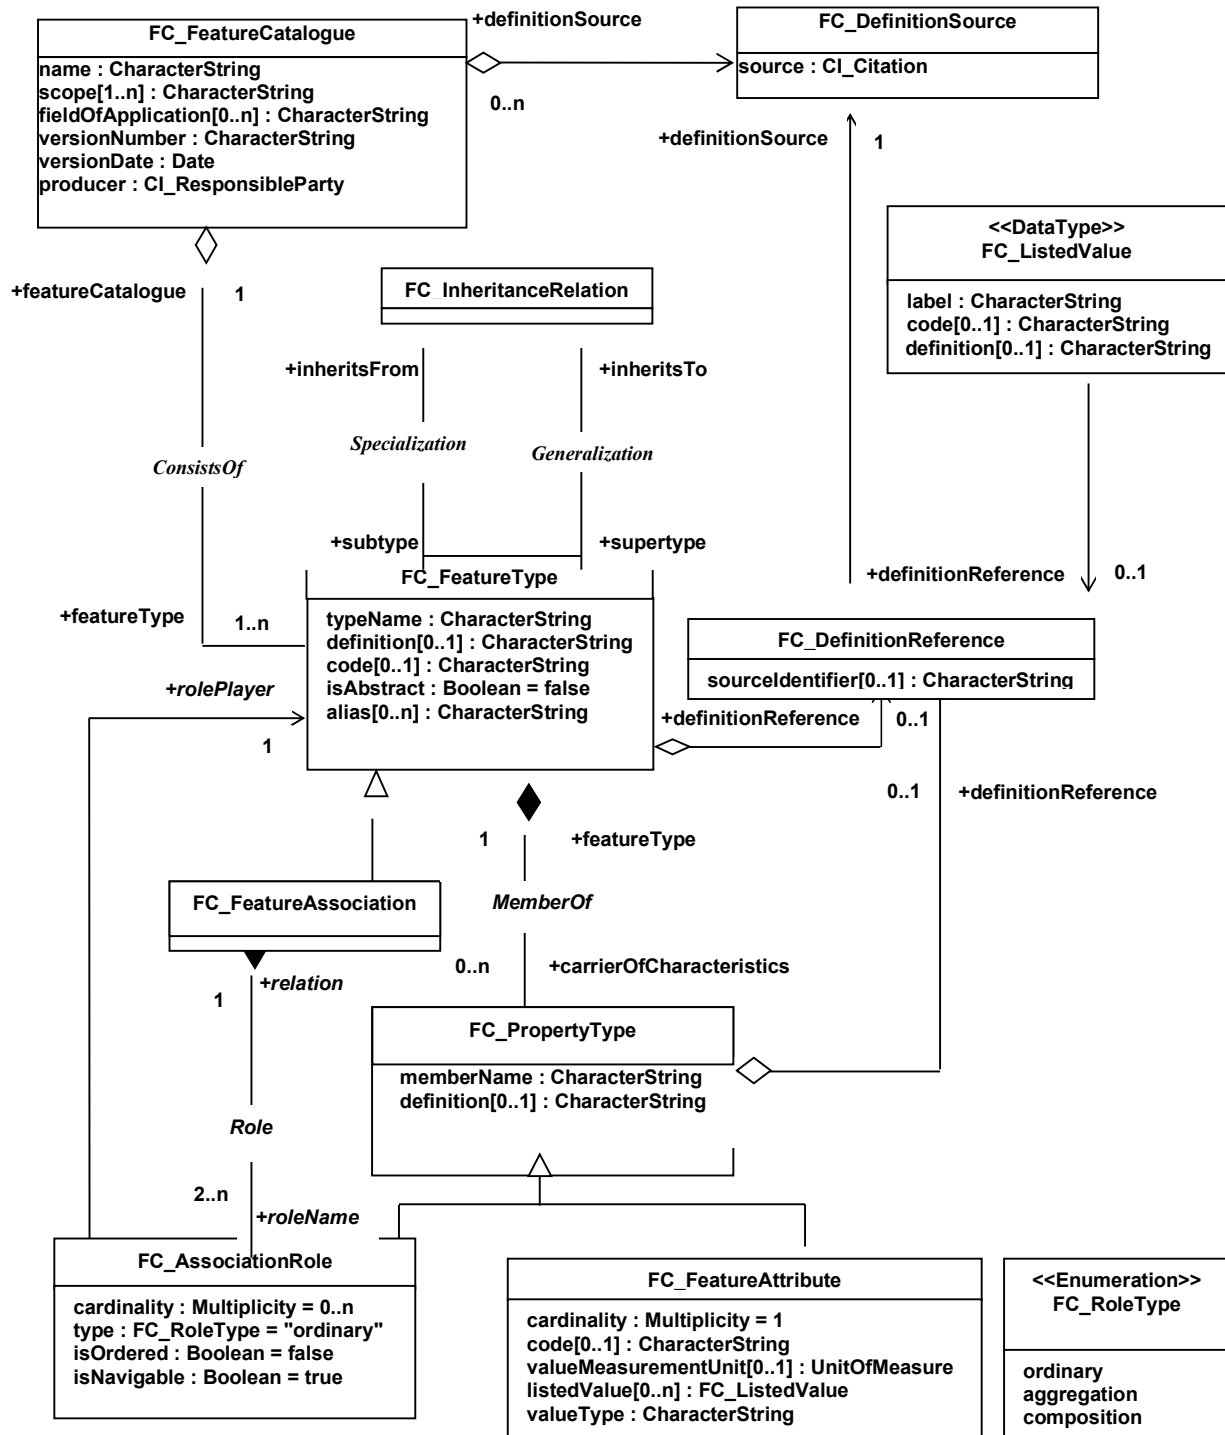 +definitionSource
FC_FeatureCatalogue
name : CharacterString
scope[1..n] : CharacterString
fieldOfApplication[0..n] : CharacterString
versionNumber : CharacterString
versionDate : Date
producer : CI_ResponsibleParty
0..n
FC_DefinitionSource
source : CI_Citation
+definitionSource
1
<<DataType>>
FC_ListedValue
label : CharacterString
code[0..1] : CharacterString
definition[0..1] : CharacterString
+featureCatalogue
1
FC_InheritanceRelation
+inheritsFrom
+inheritsTo
Specialization
Generalization
ConsistsOf
+subtype
+supertype
+definitionReference
0..1
+featureType
1..n
FC_FeatureType
typeName : CharacterString
definition[0..1] : CharacterString
code[0..1] : CharacterString
isAbstract : Boolean = false
alias[0..n] : CharacterString
FC_DefinitionReference
sourceIdentifier[0..1] : CharacterString
+rolePlayer
1
+definitionReference
0..1
0..1
+definitionReference
1
+featureType
FC_FeatureAssociation
MemberOf
0..n
+carrierOfCharacteristics
+relation
1
FC_PropertyType
memberName : CharacterString
definition[0..1] : CharacterString
Role
2..n
+roleName
FC_AssociationRole
cardinality : Multiplicity = 0..n
type : FC_RoleType = "ordinary"
isOrdered : Boolean = false
isNavigable : Boolean = true
FC_FeatureAttribute
cardinality : Multiplicity = 1
code[0..1] : CharacterString
valueMeasurementUnit[0..1] : UnitOfMeasure
listedValue[0..n] : FC_ListedValue
valueType : CharacterString
<<Enumeration>>
FC_RoleType
ordinary
aggregation
composition